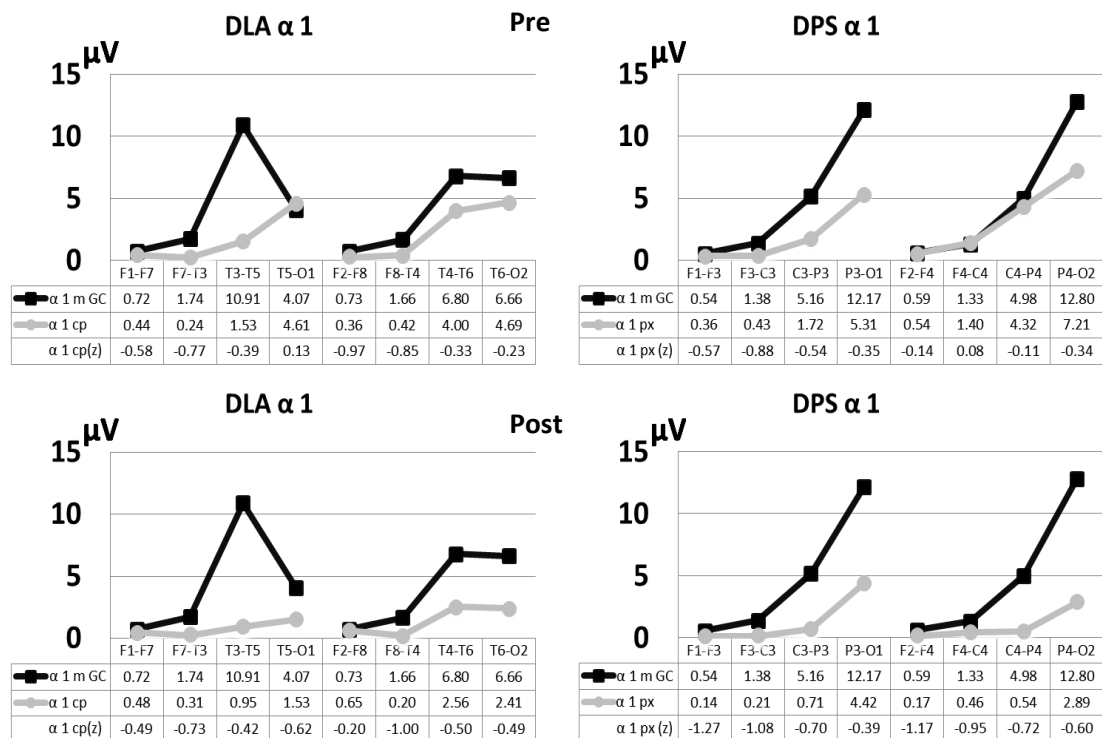 DLA α 1 Pre DPS α 1
μV μV
15 15
10 10
5 5
0 0
F1-F7 F7-T3 T3-T5 T5-O1 F2-F8 F8-T4 T4-T6 T6-O2 F1-F3 F3-C3 C3-P3 P3-O1 F2-F4 F4-C4 C4-P4 P4-O2
α 1 m GC 0.72 1.74 10.91 4.07 0.73 1.66 6.80 6.66 α 1 m GC 0.54 1.38 5.16 12.17 0.59 1.33 4.98 12.80
α 1 cp 0.44 0.24 1.53 4.61 0.36 0.42 4.00 4.69 α 1 px 0.36 0.43 1.72 5.31 0.54 1.40 4.32 7.21
α 1 cp(z) -0.58 -0.77 -0.39 0.13 -0.97 -0.85 -0.33 -0.23 α 1 px (z) -0.57 -0.88 -0.54 -0.35 -0.14 0.08 -0.11 -0.34
DLA α 1 Post DPS α 1
μV μV
15 15
10 10
5 5
0 0
F1-F7 F7-T3 T3-T5 T5-O1 F2-F8 F8-T4 T4-T6 T6-O2 F1-F3 F3-C3 C3-P3 P3-O1 F2-F4 F4-C4 C4-P4 P4-O2
α 1 m GC 0.72 1.74 10.91 4.07 0.73 1.66 6.80 6.66 α 1 m GC 0.54 1.38 5.16 12.17 0.59 1.33 4.98 12.80
α 1 cp 0.48 0.31 0.95 1.53 0.65 0.20 2.56 2.41 α 1 px 0.14 0.21 0.71 4.42 0.17 0.46 0.54 2.89
α 1 cp(z) -0.49 -0.73 -0.42 -0.62 -0.20 -1.00 -0.50 -0.49 α 1 px (z) -1.27 -1.08 -0.70 -0.39 -1.17 -0.95 -0.72 -0.60